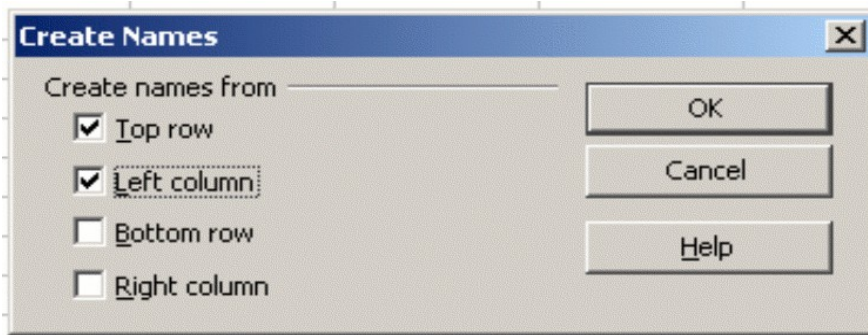 Create Names
Create names from
Top row
Left column
Bottom row
Right column
OK
Cancel
Help